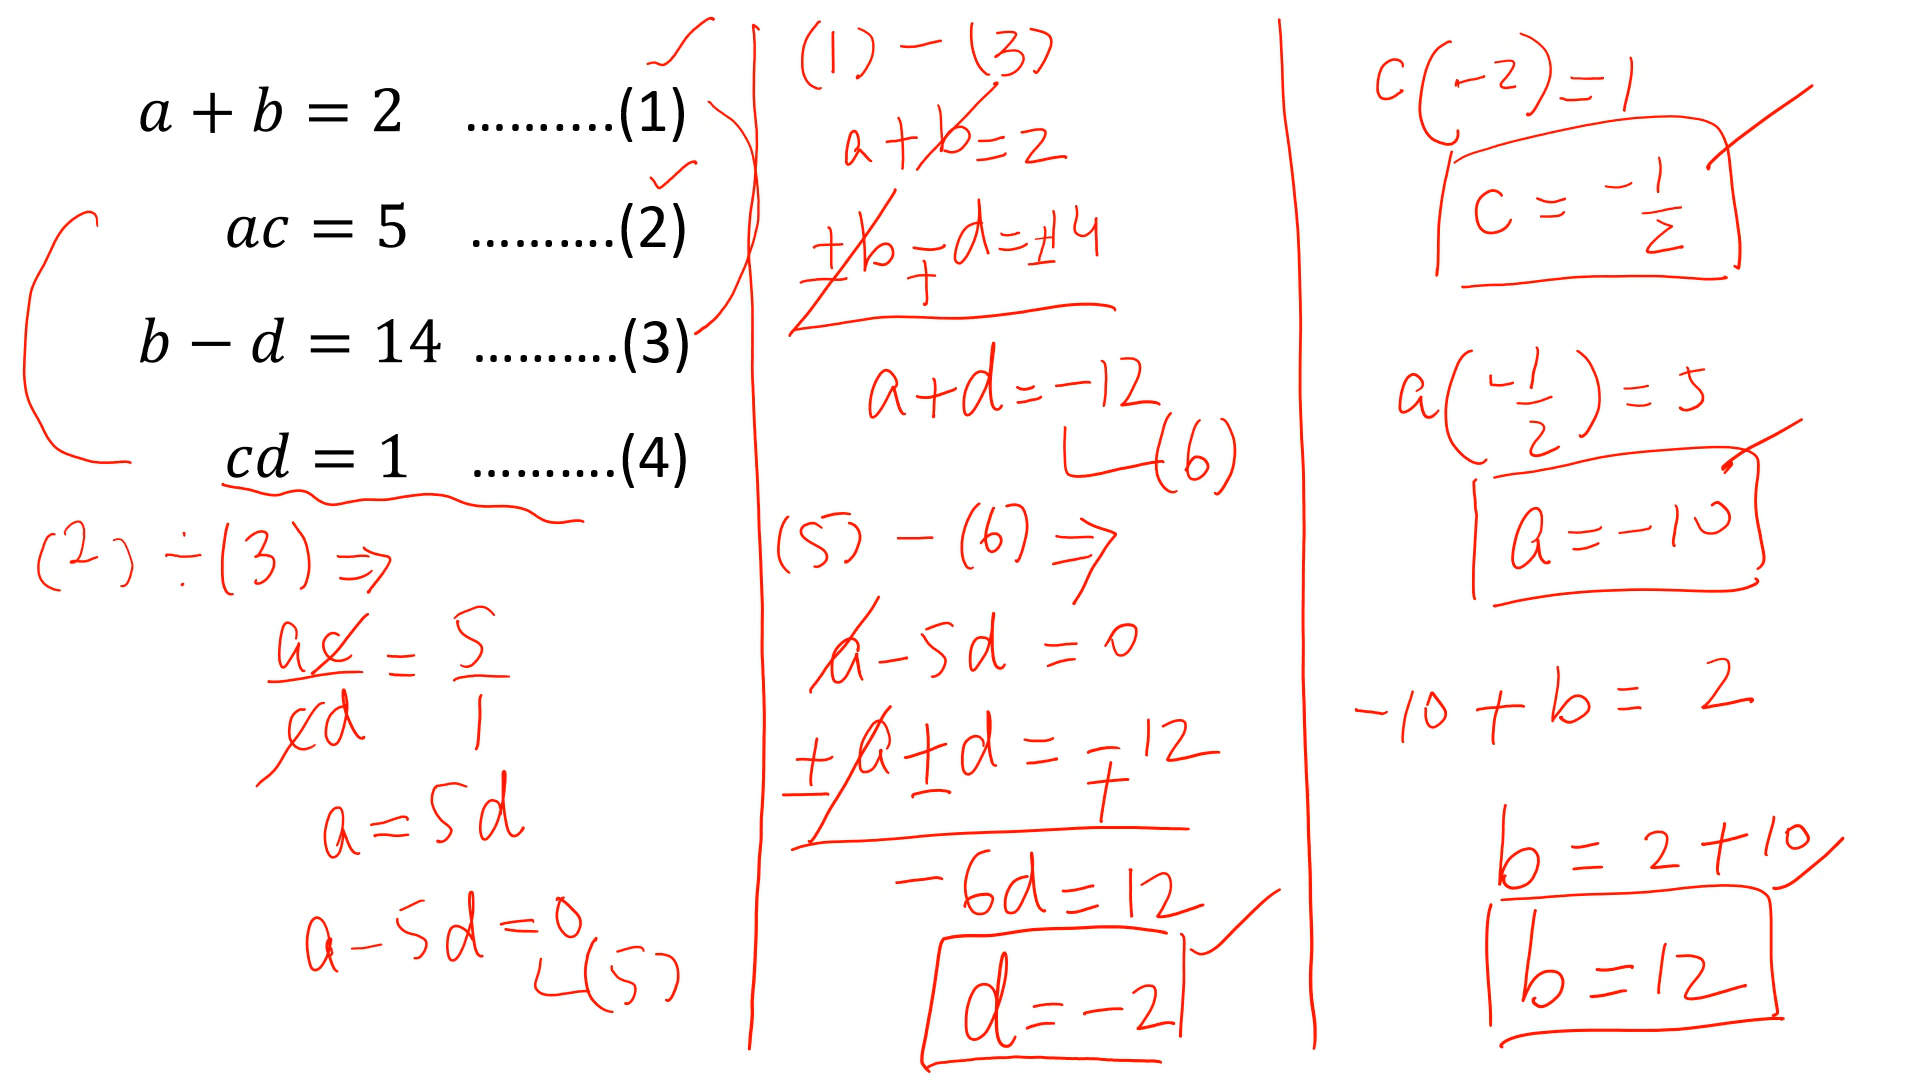 a + b = 2 ..........(1)
ac = 5 ..........(2)
b − d = 14 ..........(3)
cd = 1 ..........(4)
(2) ÷ (3) ⇒
ac/cd = 5/1
a = 5d
a − 5d = 0
(5)
(1) − (3)
a + b = 2
± b ∓ d = ± 14
a + d = −12
(6)
(5) − (6) ⇒
a − 5d = 0
± a ± d = ∓ 12
−6d = 12
d = −2
c(−2) = 1
c = −1/2
a(−1/2) = 5
a = −10
−10 + b = 2
b = 2 + 10
b = 12